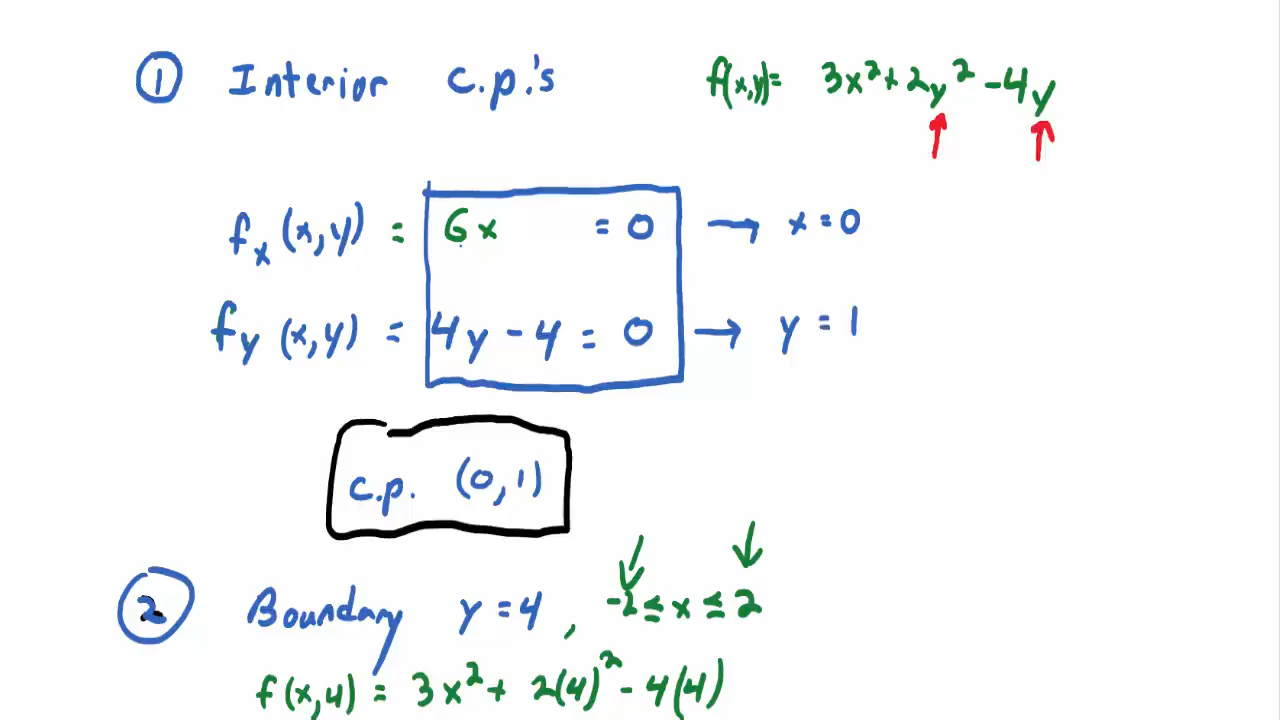 ① Interior c.p.'s f(x,y)= 3x²+2y²-4y
fₓ(x,y) = 6x = 0 → x=0
f_y(x,y) = 4y-4=0 → y=1
c.p. (0,1)
② Boundary y=4, -2≤x≤2
f(x,4) = 3x²+ 2(4)²-4(4)